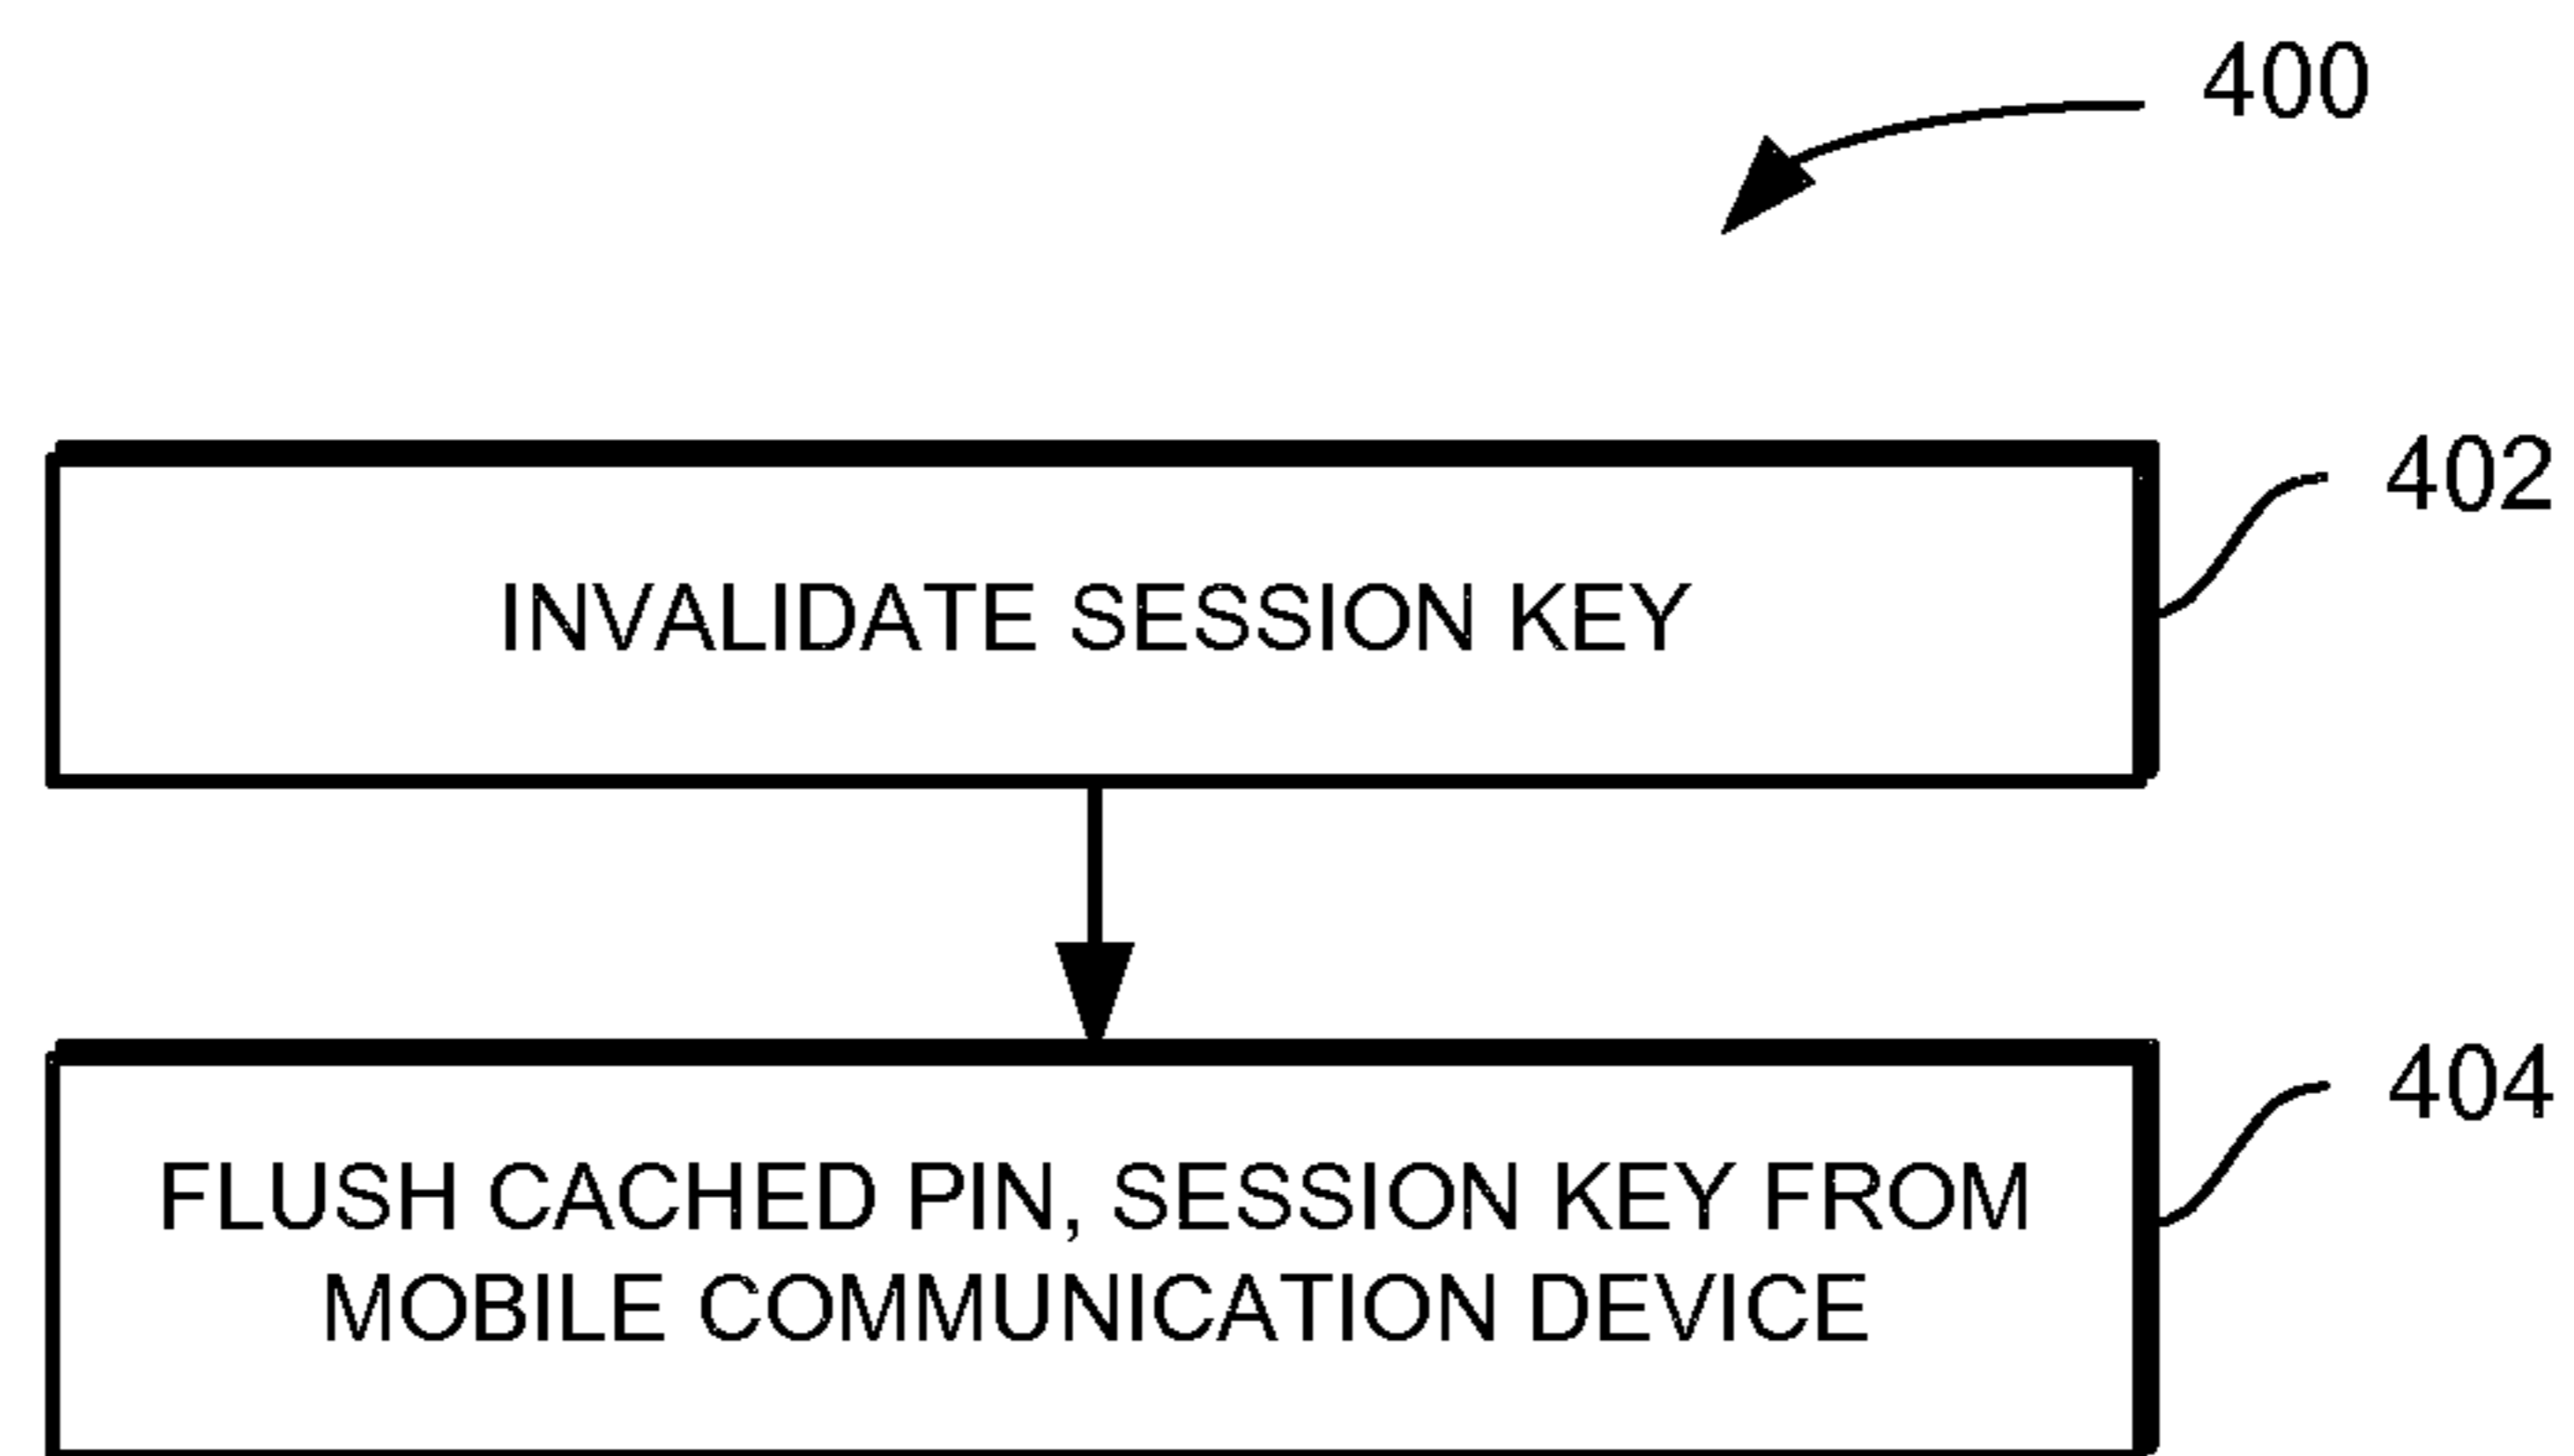 400
402
INVALIDATE SESSION KEY
404
FLUSH CACHED PIN, SESSION KEY FROM
MOBILE COMMUNICATION DEVICE